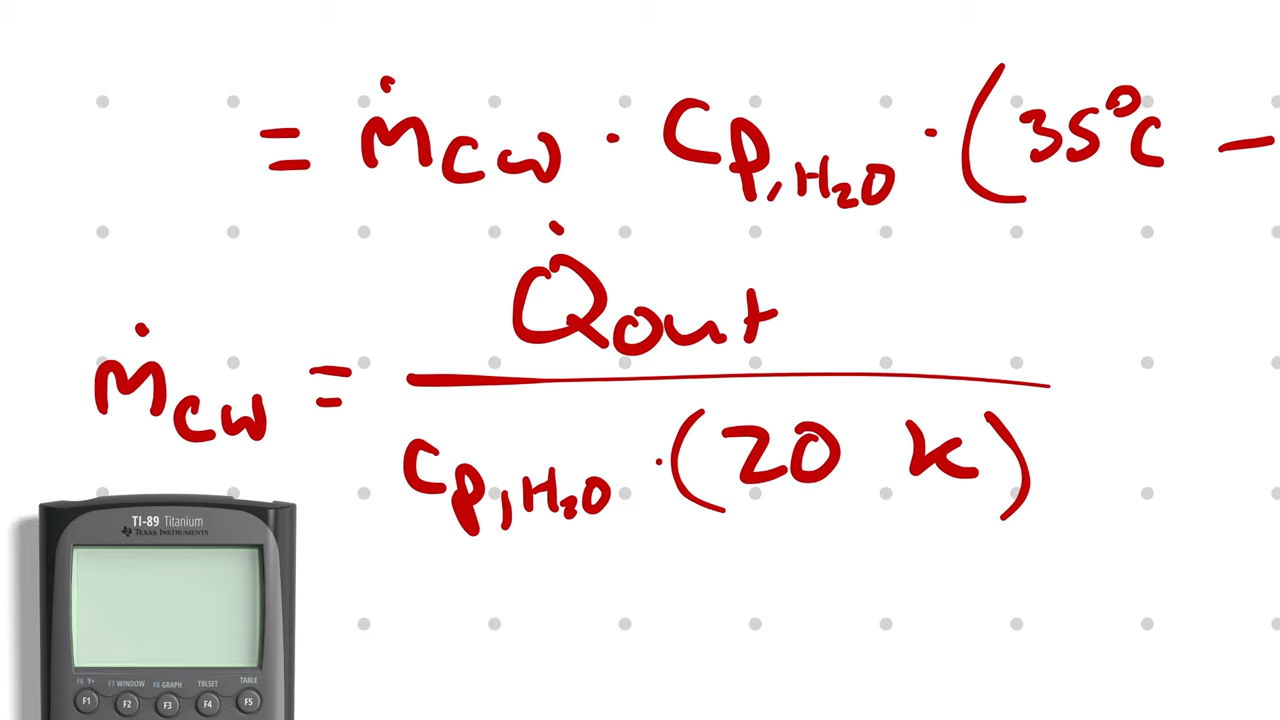 = ṁcw · Cp,H₂O · (35°C −
Q̇out
ṁcw =
Cp,H₂O · (20 K)
TI-89 Titanium
TEXAS INSTRUMENTS
F6 Y= F7 WINDOW F8 GRAPH TBLSET TABLE
F1 F2 F3 F4 F5